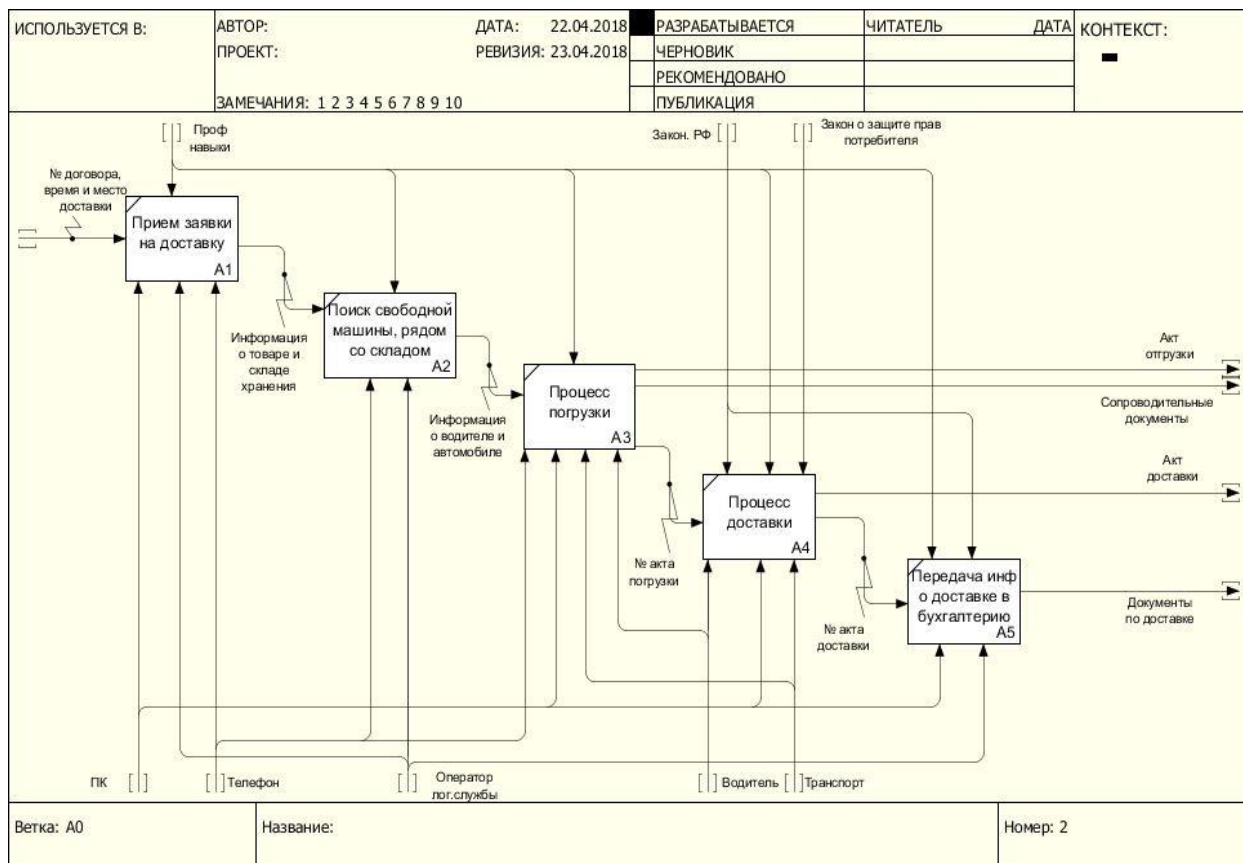 ИСПОЛЬЗУЕТСЯ В:
АВТОР:
ДАТА: 22.04.2018
РАЗРАБАТЫВАЕТСЯ
ЧИТАТЕЛЬ
ДАТА
КОНТЕКСТ:
ПРОЕКТ:
РЕВИЗИЯ: 23.04.2018
ЧЕРНОВИК
РЕКОМЕНДОВАНО
ЗАМЕЧАНИЯ: 1 2 3 4 5 6 7 8 9 10
ПУБЛИКАЦИЯ
Проф
навыки
Закон. РФ
Закон о защите прав
потребителя
№ договора,
время и место
доставки
Прием заявки
на доставку
A1
Информация
о товаре и
складе
хранения
Поиск свободной
машины, рядом
со складом
A2
Информация
о водителе и
автомобиле
Процесс
погрузки
A3
Акт
отгрузки
Сопроводительные
документы
Акт
доставки
№ акта
погрузки
Процесс
доставки
A4
№ акта
доставки
Передача инф
о доставке в
бухгалтерию
A5
Документы
по доставке
ПК
Телефон
Оператор
лог.службы
Водитель
Транспорт
Ветка: A0
Название:
Номер: 2